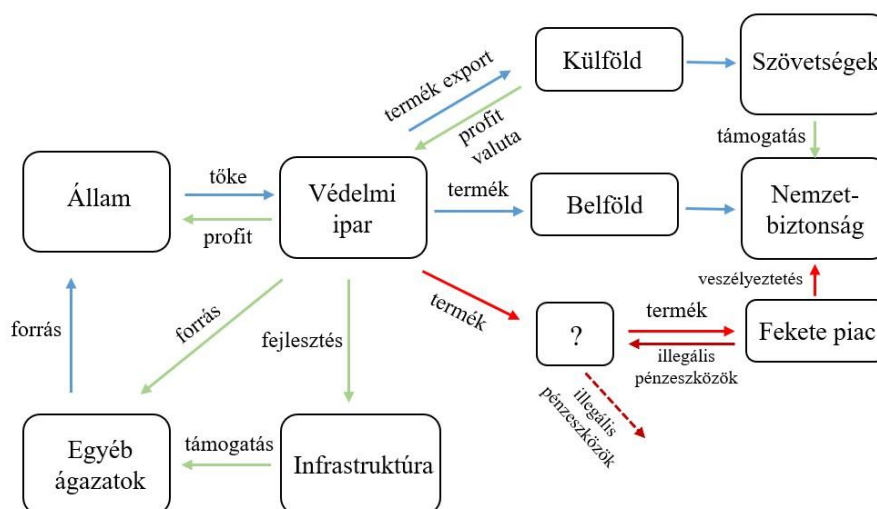 termék export
profit
valuta
Külföld
Szövetségek
támogatás
Állam
tőke
profit
Védelmi
ipar
termék
Belföld
Nemzet-
biztonság
veszélyeztetés
forrás
forrás
fejlesztés
termék
?
termék
illegális
pénzeszközök
Fekete piac
illegális
pénzeszközök
Egyéb
ágazatok
támogatás
Infrastruktúra